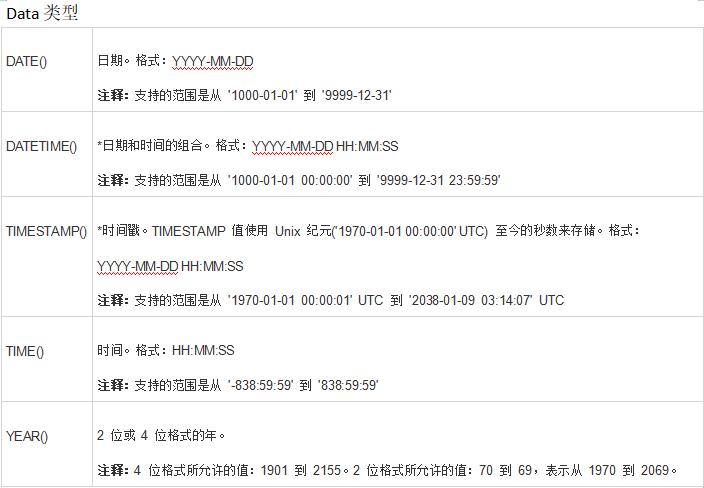 Data 类型
DATE()
日期。格式：YYYY-MM-DD
注释：支持的范围是从 '1000-01-01' 到 '9999-12-31'
DATETIME()
*日期和时间的组合。格式：YYYY-MM-DD HH:MM:SS
注释：支持的范围是从 '1000-01-01 00:00:00' 到 '9999-12-31 23:59:59'
TIMESTAMP()
*时间戳。TIMESTAMP 值使用 Unix 纪元('1970-01-01 00:00:00' UTC) 至今的秒数来存储。格式：
YYYY-MM-DD HH:MM:SS
注释：支持的范围是从 '1970-01-01 00:00:01' UTC 到 '2038-01-09 03:14:07' UTC
TIME()
时间。格式：HH:MM:SS
注释：支持的范围是从 '-838:59:59' 到 '838:59:59'
YEAR()
2 位或 4 位格式的年。
注释：4 位格式所允许的值：1901 到 2155。2 位格式所允许的值：70 到 69，表示从 1970 到 2069。